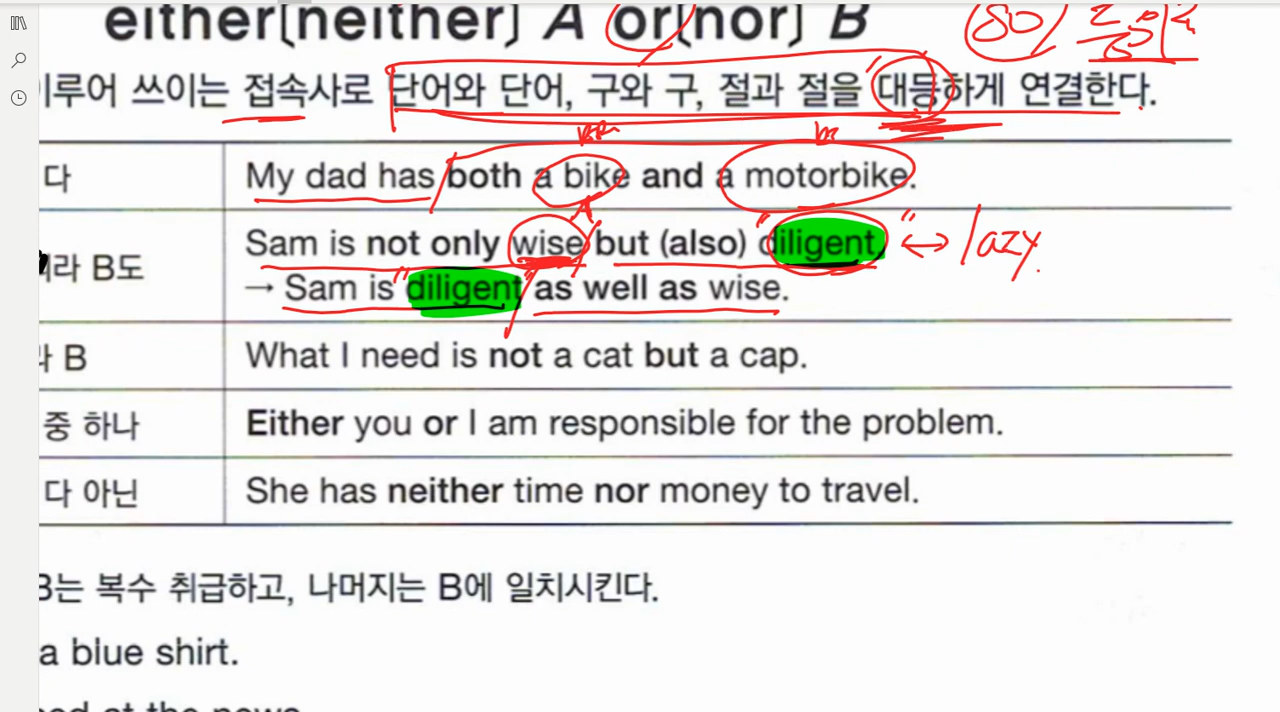 either(neither) A or(nor) B
80
이루어 쓰이는 접속사로 단어와 단어, 구와 구, 절과 절을 대등하게 연결한다.
다
My dad has both a bike and a motorbike.
라 B도
Sam is not only wise but (also) diligent. ↔ lazy.
→ Sam is diligent as well as wise.
B
What I need is not a cat but a cap.
중 하나
Either you or I am responsible for the problem.
다 아닌
She has neither time nor money to travel.
B는 복수 취급하고, 나머지는 B에 일치시킨다.
a blue shirt.
at the news.